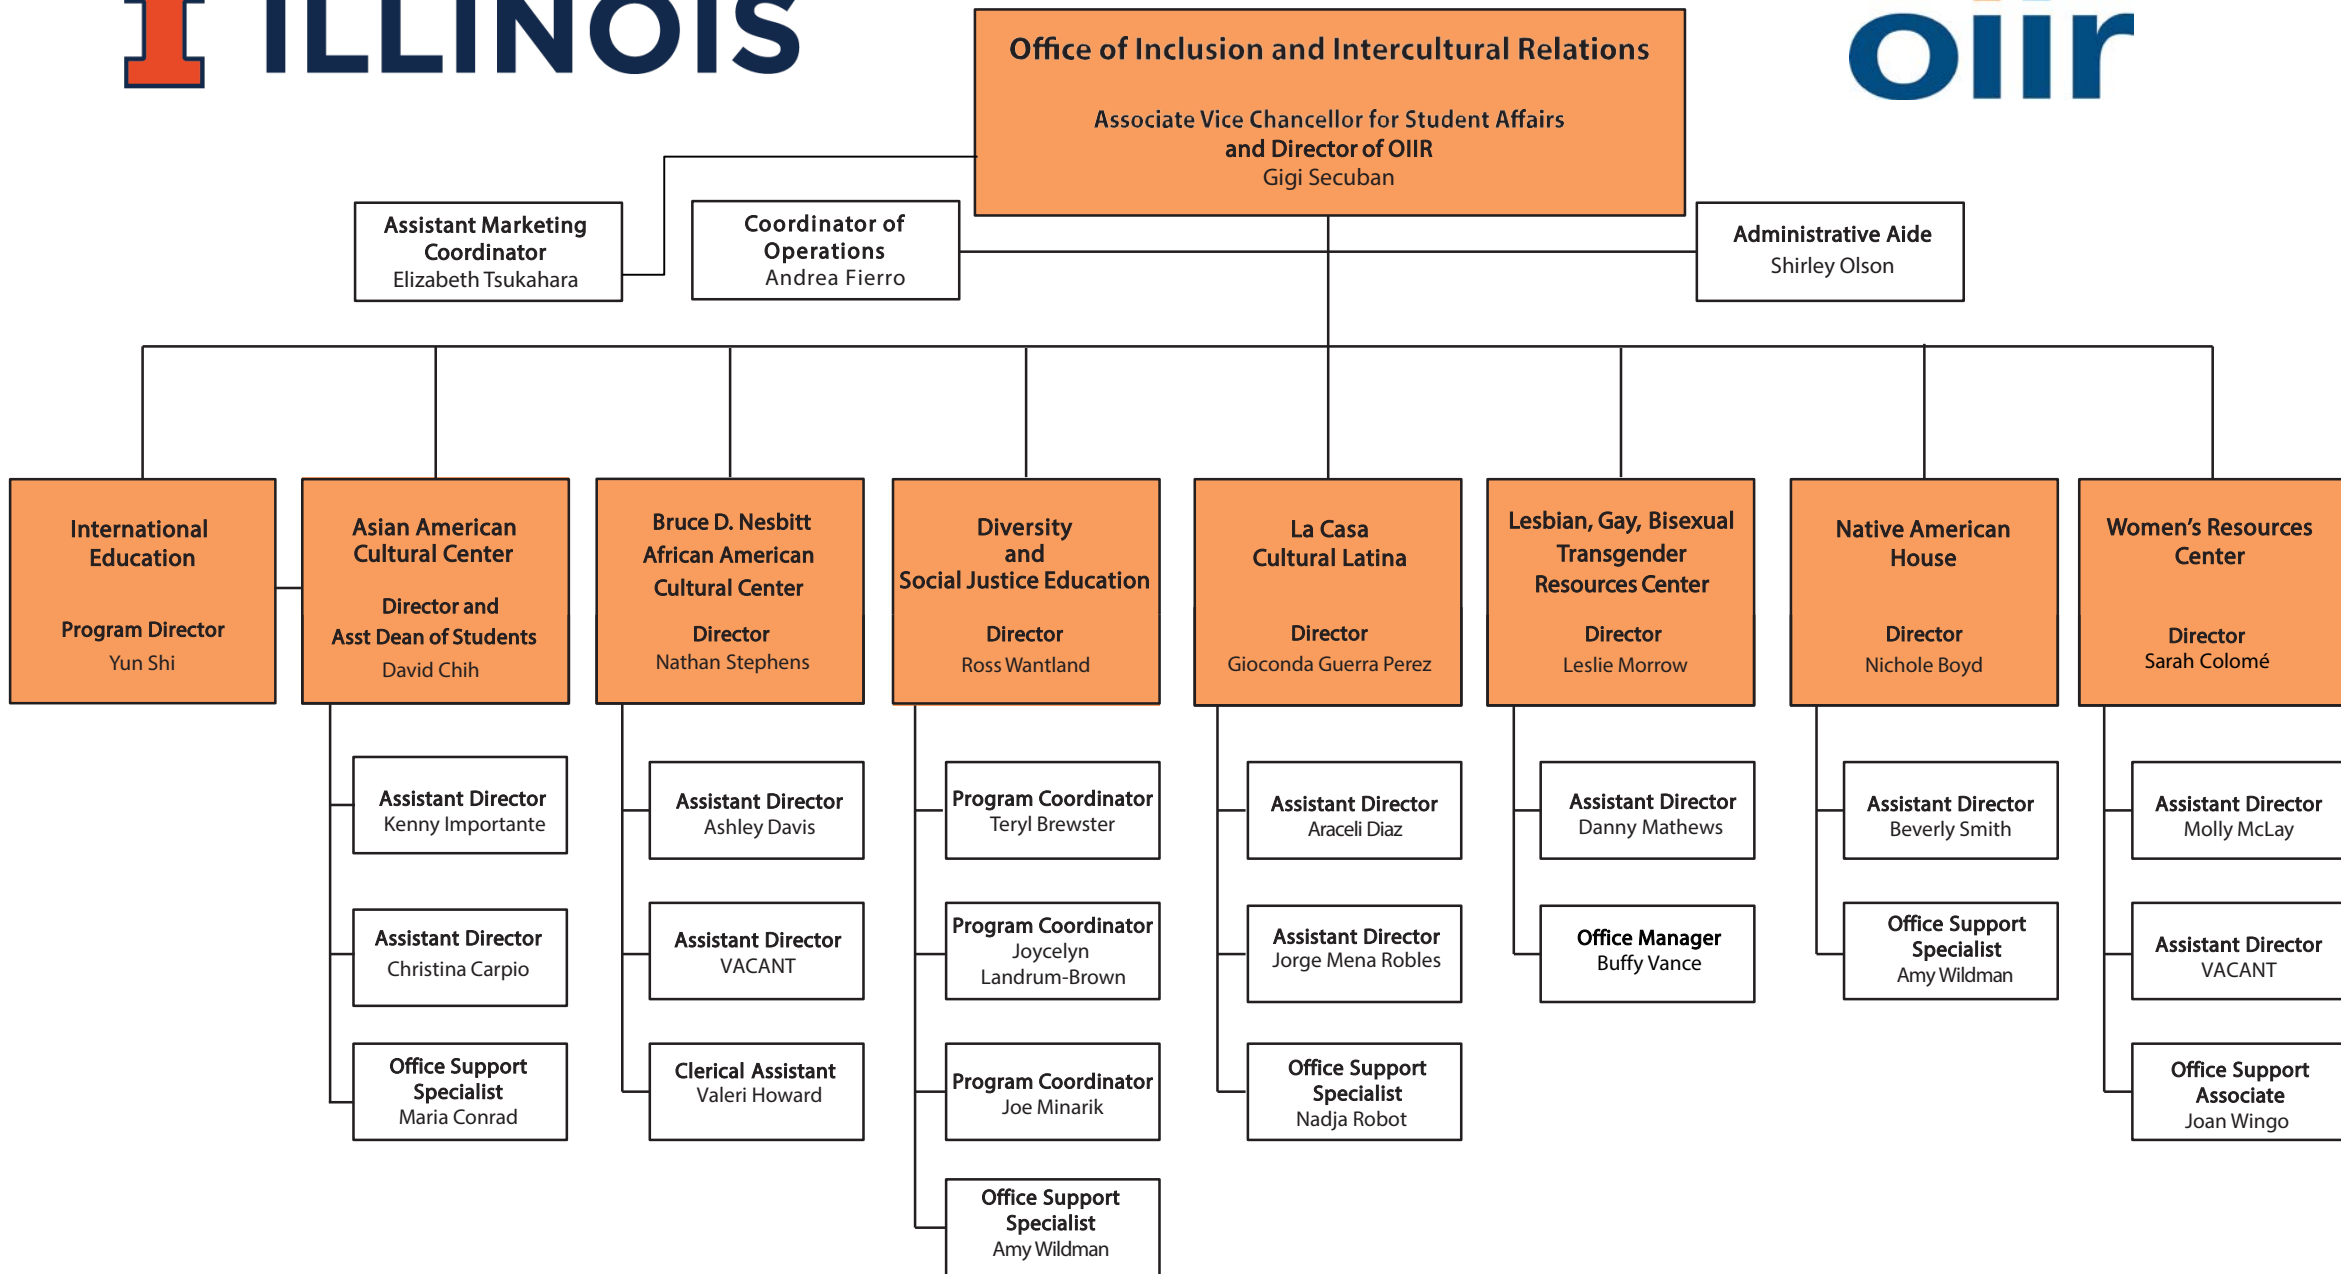 ILLINOIS
oiir
Office of Inclusion and Intercultural Relations
Associate Vice Chancellor for Student Affairs
and Director of OIIR
Gigi Secuban
Assistant Marketing
Coordinator
Elizabeth Tsukahara
Coordinator of
Operations
Andrea Fierro
Administrative Aide
Shirley Olson
International
Education
Program Director
Yun Shi
Asian American
Cultural Center
Director and
Asst Dean of Students
David Chih
Bruce D. Nesbitt
African American
Cultural Center
Director
Nathan Stephens
Diversity
and
Social Justice Education
Director
Ross Wantland
La Casa
Cultural Latina
Director
Gioconda Guerra Perez
Lesbian, Gay, Bisexual
Transgender
Resources Center
Director
Leslie Morrow
Native American
House
Director
Nichole Boyd
Women’s Resources
Center
Director
Sarah Colomé
Assistant Director
Kenny Importante
Assistant Director
Christina Carpio
Office Support
Specialist
Maria Conrad
Assistant Director
Ashley Davis
Assistant Director
VACANT
Clerical Assistant
Valeri Howard
Program Coordinator
Teryl Brewster
Program Coordinator
Joycelyn
Landrum-Brown
Program Coordinator
Joe Minarik
Office Support
Specialist
Amy Wildman
Assistant Director
Araceli Diaz
Assistant Director
Jorge Mena Robles
Office Support
Specialist
Nadja Robot
Assistant Director
Danny Mathews
Office Manager
Buffy Vance
Assistant Director
Beverly Smith
Office Support
Specialist
Amy Wildman
Assistant Director
Molly McLay
Assistant Director
VACANT
Office Support
Associate
Joan Wingo